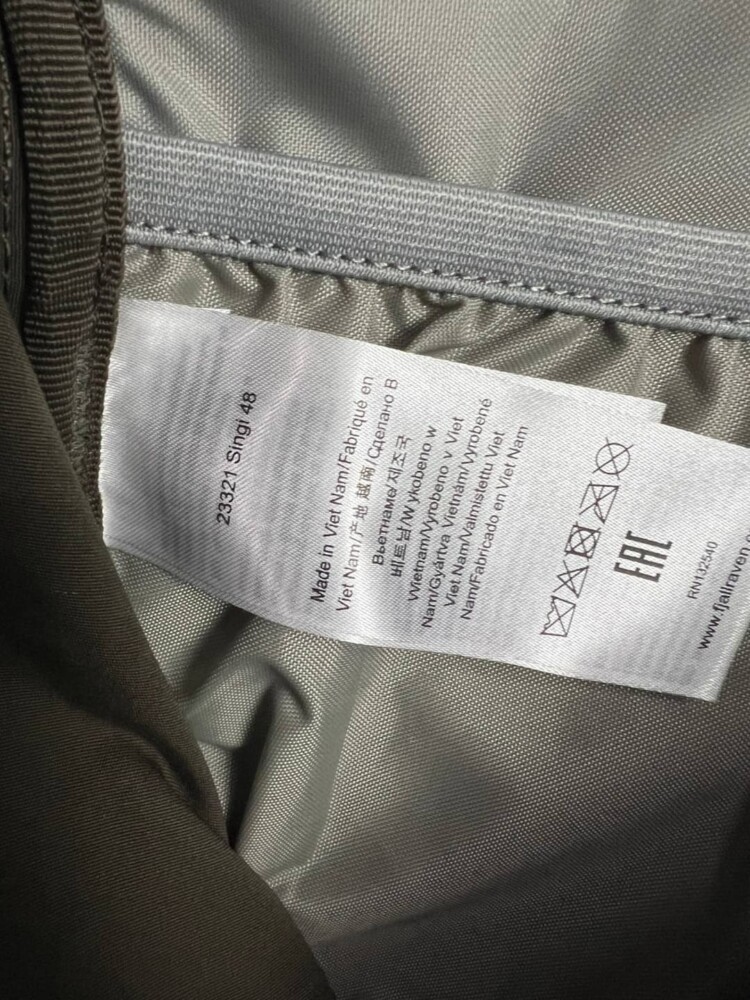 23321 Singi 48
Made in Viet Nam/Fabriqué en
Viet Nam/产地 越南/Сделано В
Вьетнаме/제조국
베트남/Wykobeno w
Wietnam/Vyrobeno v Viet
Nam/Gyártva Vietnám/Vyrobené
Viet Nam/Valmistettu Viet
Nam/Fabricado en Viet Nam
EAC
RN132640
www.fjallraven.c